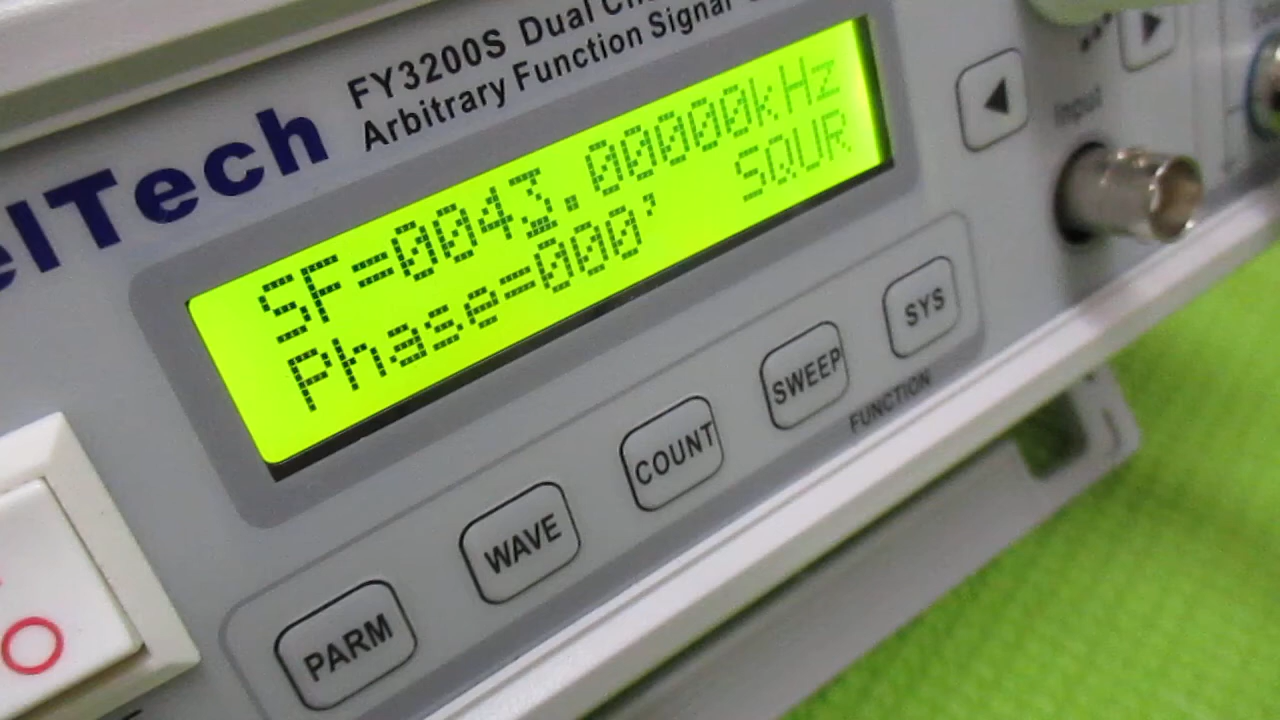 FY3200S Dual
Arbitrary Function Signal
elTech
SF=0043.00000kHz
Phase=000' SQUR
Input
PARM
WAVE
COUNT
SWEEP
SYS
FUNCTION